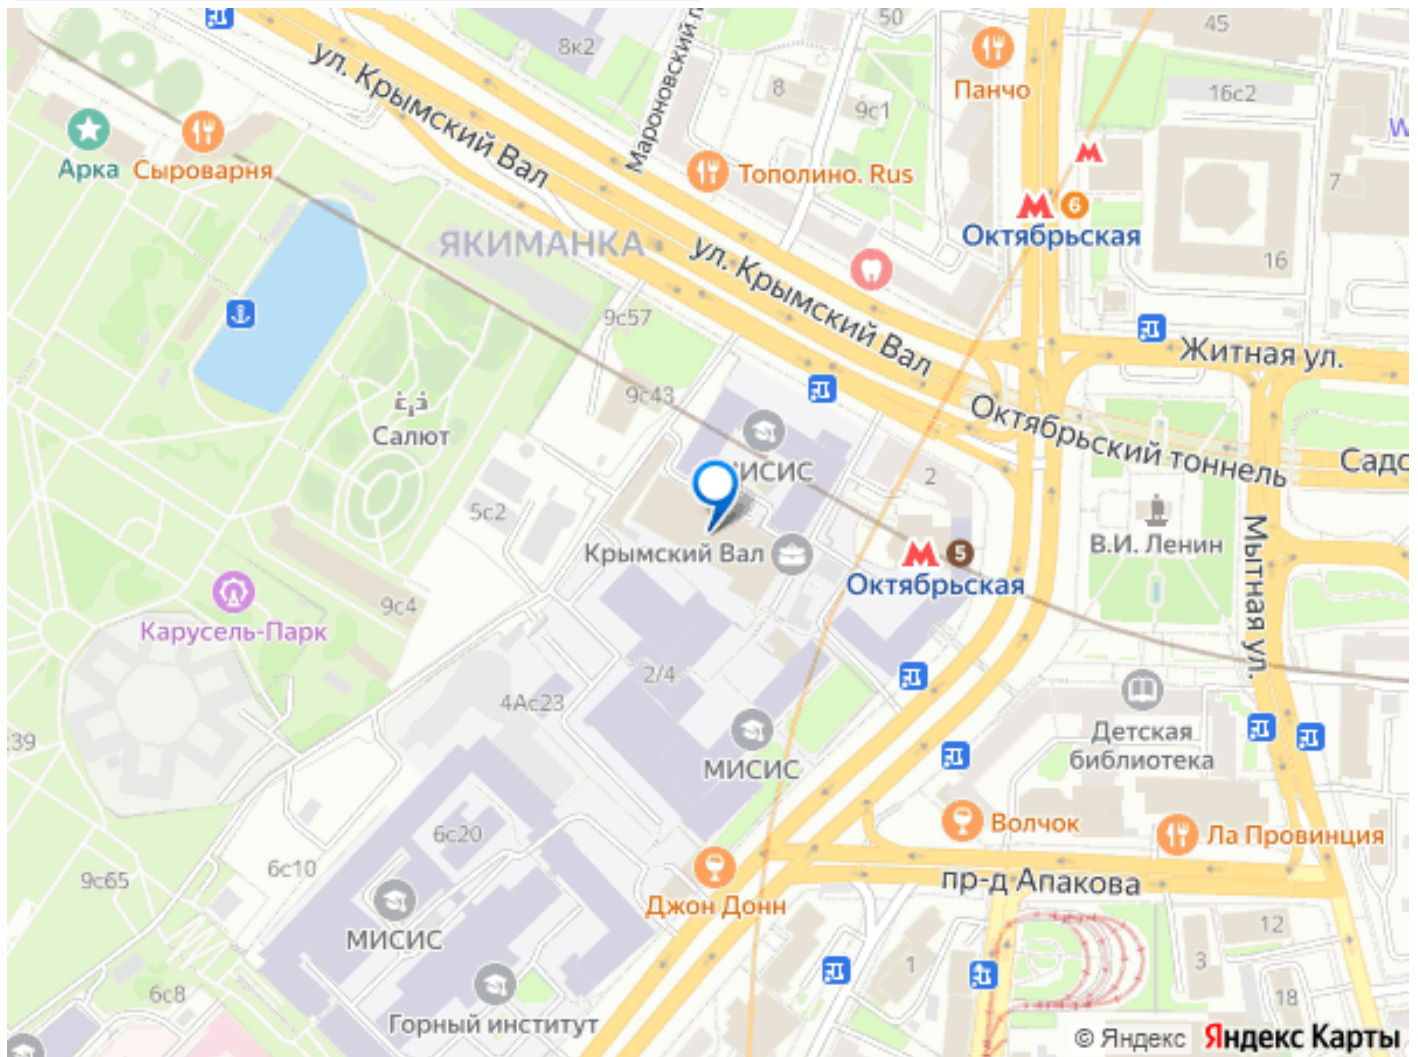 50
45
8к2
ул. Крымский Вал
Мароновский п
8
9с1
Панчо
16с2
W
Арка
Сыроварня
Тополино. Rus
М
7
М 6
Октябрьская
ЯКИМАНКА
ул. Крымский Вал
16
9с57
Житная ул.
9с43
Октябрьский тоннель
Салют
МИСИС
2
Садо
5с2
Крымский Вал
М 5
Октябрьская
В.И. Ленин
Мытная ул.
9с4
Карусель-Парк
2/4
4Ас23
39
МИСИС
Детская
библиотека
6с20
Волчок
Ла Провинция
9с65
6с10
Джон Донн
пр-д Апакова
МИСИС
12
1
3
6с8
Горный институт
18
© Яндекс Яндекс Карты